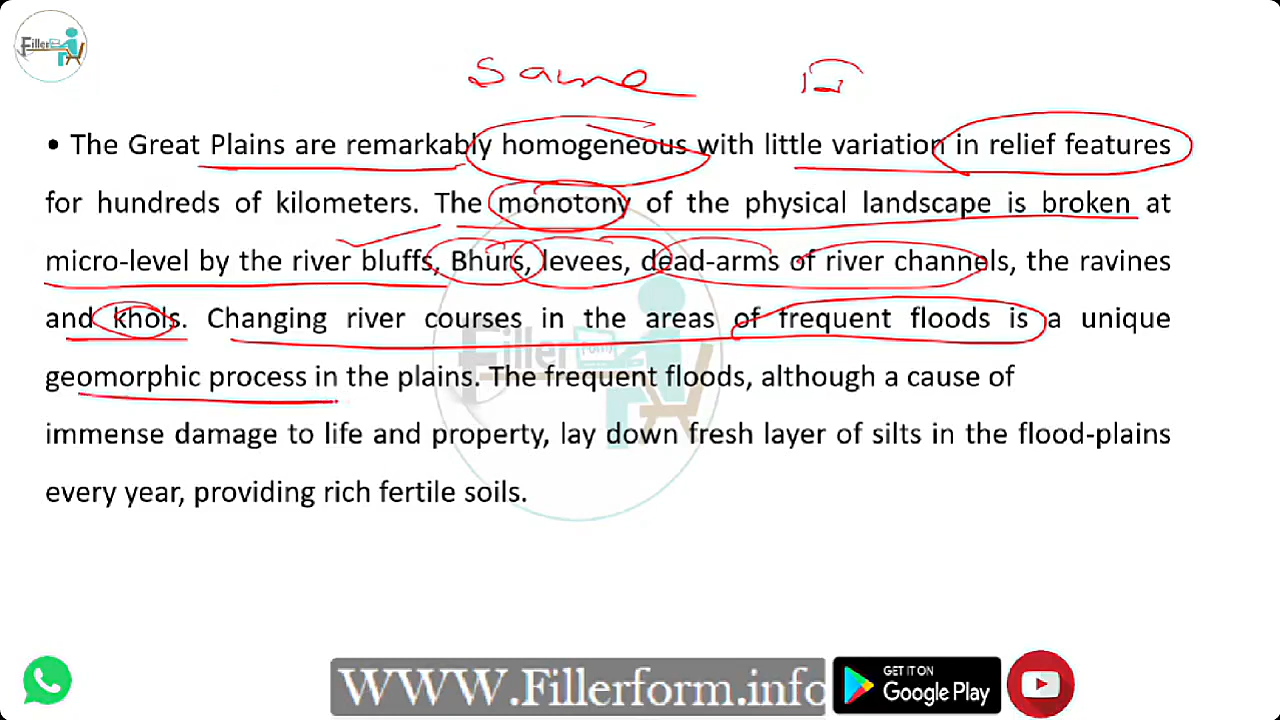 Fillerform
same
• The Great Plains are remarkably homogeneous with little variation in relief features
for hundreds of kilometers. The monotony of the physical landscape is broken at
micro-level by the river bluffs, Bhurs, levees, dead-arms of river channels, the ravines
and khols. Changing river courses in the areas of frequent floods is a unique
geomorphic process in the plains. The frequent floods, although a cause of
immense damage to life and property, lay down fresh layer of silts in the flood-plains
every year, providing rich fertile soils.
WWW.Fillerform.info
GET IT ON
Google Play